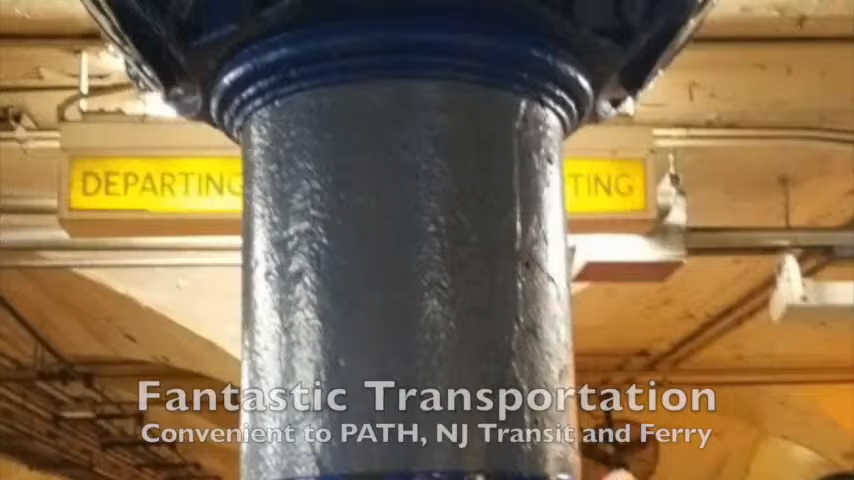 DEPARTING
TING
Fantastic Transportation
Convenient to PATH, NJ Transit and Ferry